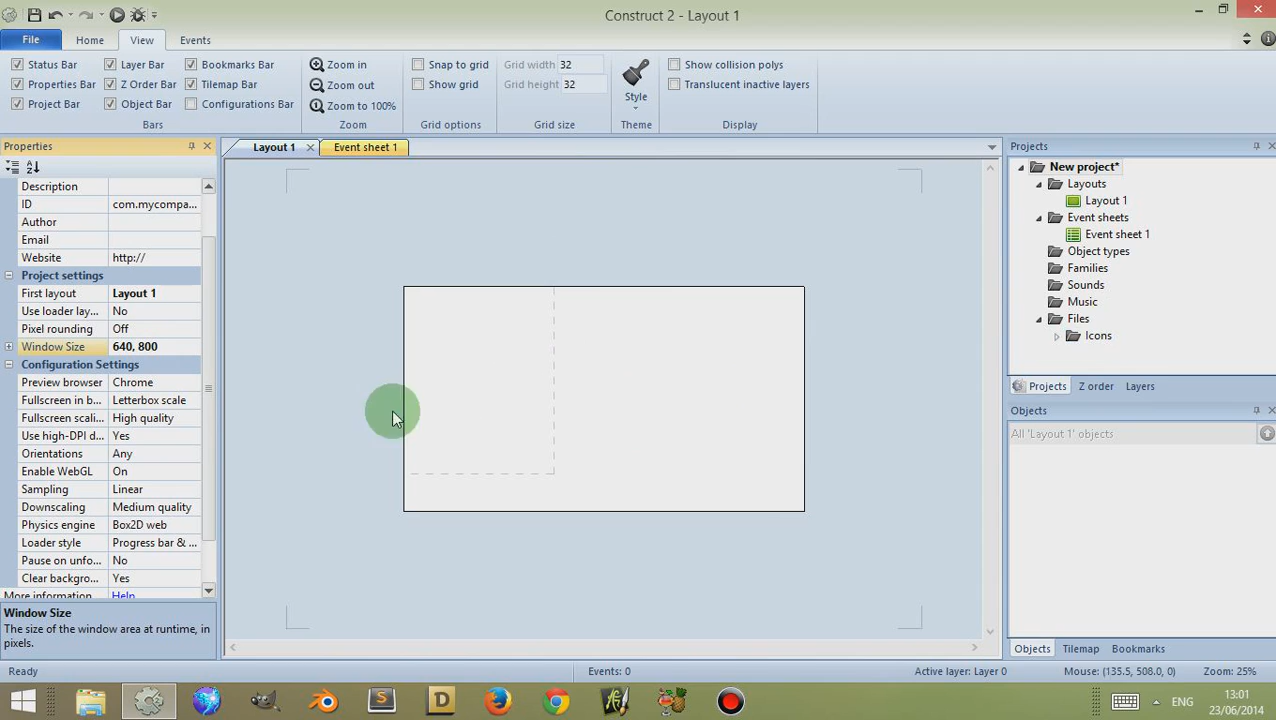 Construct 2 - Layout 1
File
Home
View
Events
Status Bar
Layer Bar
Bookmarks Bar
Properties Bar
Z Order Bar
Tilemap Bar
Project Bar
Object Bar
Configurations Bar
Bars
Zoom in
Zoom out
Zoom to 100%
Zoom
Snap to grid
Show grid
Grid options
Grid width 32
Grid height 32
Grid size
Style
Theme
Show collision polys
Translucent inactive layers
Display
Properties
Description
ID com.mycompa...
Author
Email
Website http://
Project settings
First layout Layout 1
Use loader lay... No
Pixel rounding Off
Window Size 640, 800
Configuration Settings
Preview browser Chrome
Fullscreen in b... Letterbox scale
Fullscreen scali... High quality
Use high-DPI d... Yes
Orientations Any
Enable WebGL On
Sampling Linear
Downscaling Medium quality
Physics engine Box2D web
Loader style Progress bar & ...
Pause on unfo... No
Clear backgro... Yes
More information Help
Window Size
The size of the window area at runtime, in
pixels.
Layout 1
Event sheet 1
Projects
New project*
Layouts
Layout 1
Event sheets
Event sheet 1
Object types
Families
Sounds
Music
Files
Icons
Projects
Z order
Layers
Objects
All 'Layout 1' objects
Objects
Tilemap
Bookmarks
Ready
Events: 0
Active layer: Layer 0
Mouse: (135.5, 508.0, 0)
Zoom: 25%
ENG
13:01
23/06/2014